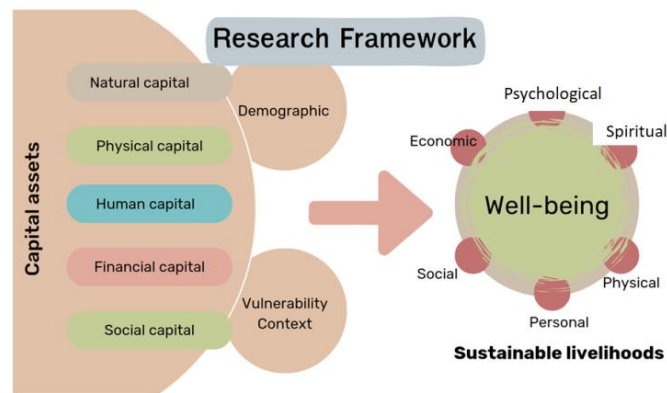 Research Framework
Capital assets
Natural capital
Physical capital
Human capital
Financial capital
Social capital
Demographic
Vulnerability
Context
Psychological
Spiritual
Economic
Well-being
Social
Physical
Personal
Sustainable livelihoods